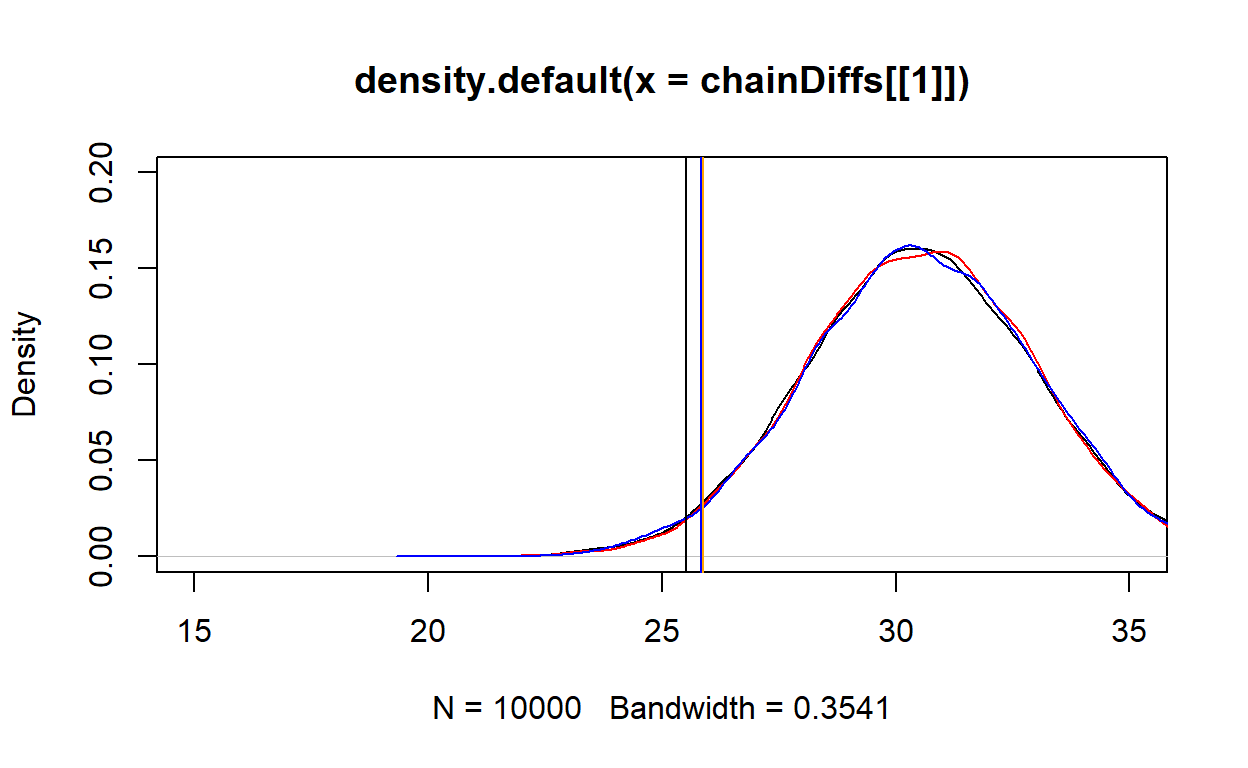 density.default(x = chainDiffs[[1]])
Density
0.20
0.15
0.10
0.05
0.00
15 20 25 30 35
N = 10000 Bandwidth = 0.3541